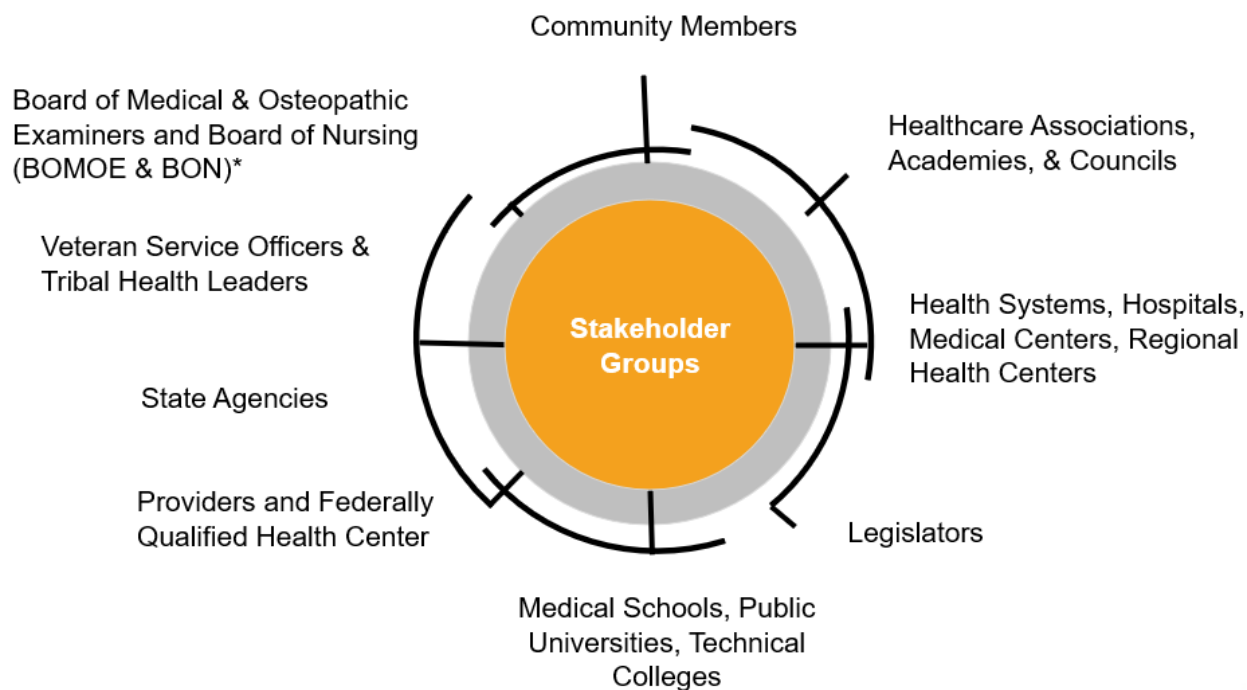 Community Members
Board of Medical & Osteopathic
Examiners and Board of Nursing
(BOMOE & BON)*
Healthcare Associations,
Academies, & Councils
Veteran Service Officers &
Tribal Health Leaders
Stakeholder
Groups
Health Systems, Hospitals,
Medical Centers, Regional
Health Centers
State Agencies
Providers and Federally
Qualified Health Center
Legislators
Medical Schools, Public
Universities, Technical
Colleges